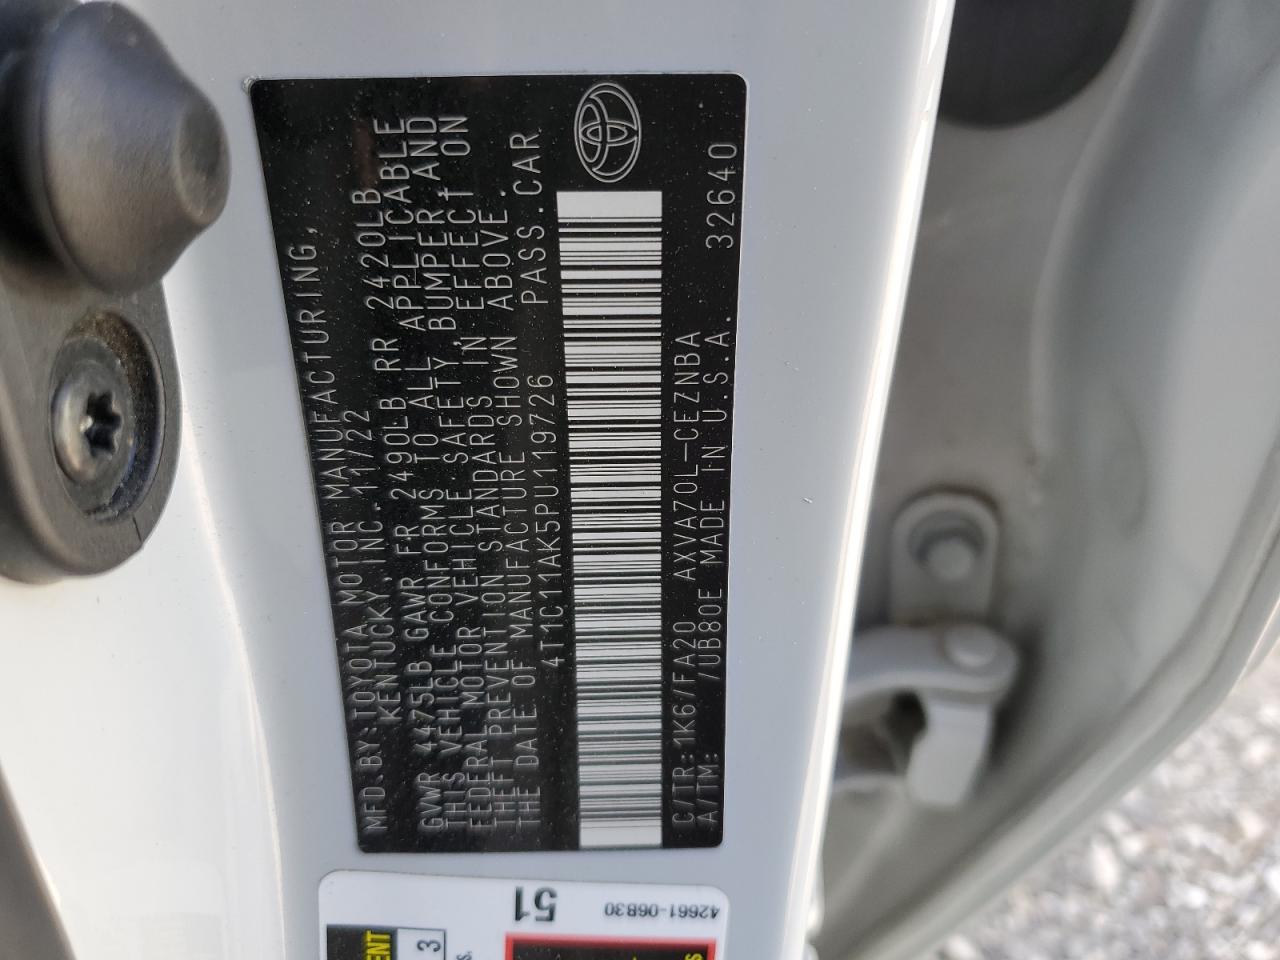 MFD.BY:TOYOTA MOTOR MANUFACTURING,
KENTUCKY,INC. 11/22
GVWR 4475LB GAWR FR 2490LB RR 2420LB
THIS VEHICLE CONFORMS TO ALL APPLICABLE
FEDERAL MOTOR VEHICLE SAFETY,BUMPER,AND
THEFT PREVENTION STANDARDS IN EFFECT ON
THE DATE OF MANUFACTURE SHOWN ABOVE.
4T1C11AK5PU119726 PASS.CAR
C/TR:1K6/FA20 AXVA70L-CEZNBA
A/TM: /UB80E MADE IN U.S.A. 32640
51
42661-06B30
3